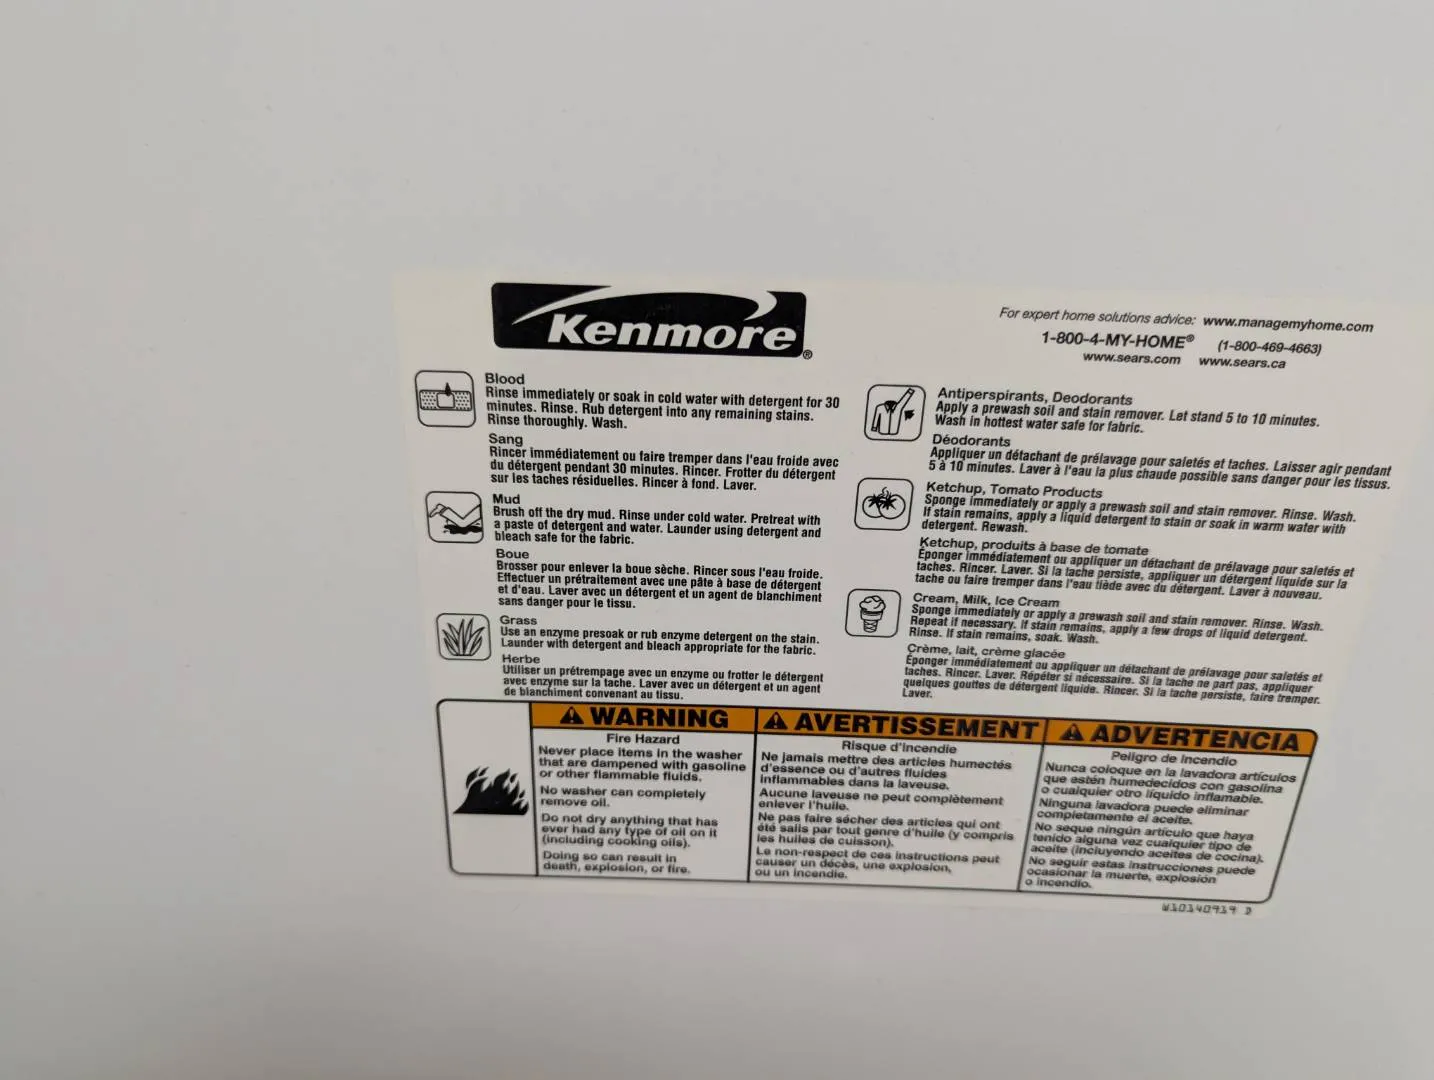 Kenmore®
For expert home solutions advice: www.managemyhome.com
1-800-4-MY-HOME® (1-800-469-4663)
www.sears.com www.sears.ca
Blood
Rinse immediately or soak in cold water with detergent for 30
minutes. Rinse. Rub detergent into any remaining stains.
Rinse thoroughly. Wash.
Sang
Rincer immédiatement ou faire tremper dans l'eau froide avec
du détergent pendant 30 minutes. Rincer. Frotter du détergent
sur les taches résiduelles. Rincer à fond. Laver.
Mud
Brush off the dry mud. Rinse under cold water. Pretreat with
a paste of detergent and water. Launder using detergent and
bleach safe for the fabric.
Boue
Brosser pour enlever la boue sèche. Rincer sous l'eau froide.
Effectuer un prétraitement avec une pâte à base de détergent
et d'eau. Laver avec un détergent et un agent de blanchiment
sans danger pour le tissu.
Grass
Use an enzyme presoak or rub enzyme detergent on the stain.
Launder with detergent and bleach appropriate for the fabric.
Herbe
Utiliser un prétrempage avec un enzyme ou frotter le détergent
avec enzyme sur la tache. Laver avec un détergent et un agent
de blanchiment convenant au tissu.
Antiperspirants, Deodorants
Apply a prewash soil and stain remover. Let stand 5 to 10 minutes.
Wash in hottest water safe for fabric.
Déodorants
Appliquer un détachant de prélavage pour saletés et taches. Laisser agir pendant
5 à 10 minutes. Laver à l'eau la plus chaude possible sans danger pour les tissus.
Ketchup, Tomato Products
Sponge immediately or apply a prewash soil and stain remover. Rinse. Wash.
If stain remains, apply a liquid detergent to stain or soak in warm water with
detergent. Rewash.
Ketchup, produits à base de tomate
Éponger immédiatement ou appliquer un détachant de prélavage pour saletés et
taches. Rincer. Laver. Si la tache persiste, appliquer un détergent liquide sur la
tache ou faire tremper dans l'eau tiède avec du détergent. Laver à nouveau.
Cream, Milk, Ice Cream
Sponge immediately or apply a prewash soil and stain remover. Rinse. Wash.
Repeat if necessary. If stain remains, apply a few drops of liquid detergent.
Rinse. If stain remains, soak. Wash.
Crème, lait, crème glacée
Éponger immédiatement ou appliquer un détachant de prélavage pour saletés et
taches. Rincer. Laver. Répéter si nécessaire. Si la tache ne part pas, appliquer
quelques gouttes de détergent liquide. Rincer. Si la tache persiste, faire tremper.
Laver.
WARNING
Fire Hazard
Never place items in the washer
that are dampened with gasoline
or other flammable fluids.
No washer can completely
remove oil.
Do not dry anything that has
ever had any type of oil on it
(including cooking oils).
Doing so can result in
death, explosion, or fire.
AVERTISSEMENT
Risque d'incendie
Ne jamais mettre des articles humectés
d'essence ou d'autres fluides
inflammables dans la laveuse.
Aucune laveuse ne peut complètement
enlever l'huile.
Ne pas faire sécher des articles qui ont
été salis par tout genre d'huile (y compris
les huiles de cuisson).
Le non-respect de ces instructions peut
causer un décès, une explosion,
ou un incendie.
ADVERTENCIA
Peligro de Incendio
Nunca coloque en la lavadora artículos
que estén humedecidos con gasolina
o cualquier otro líquido inflamable.
Ninguna lavadora puede eliminar
completamente el aceite.
No seque ningún artículo que haya
tenido alguna vez cualquier tipo de
aceite (incluyendo aceites de cocina).
No seguir estas instrucciones puede
ocasionar la muerte, explosión
o incendio.
W10140919 D